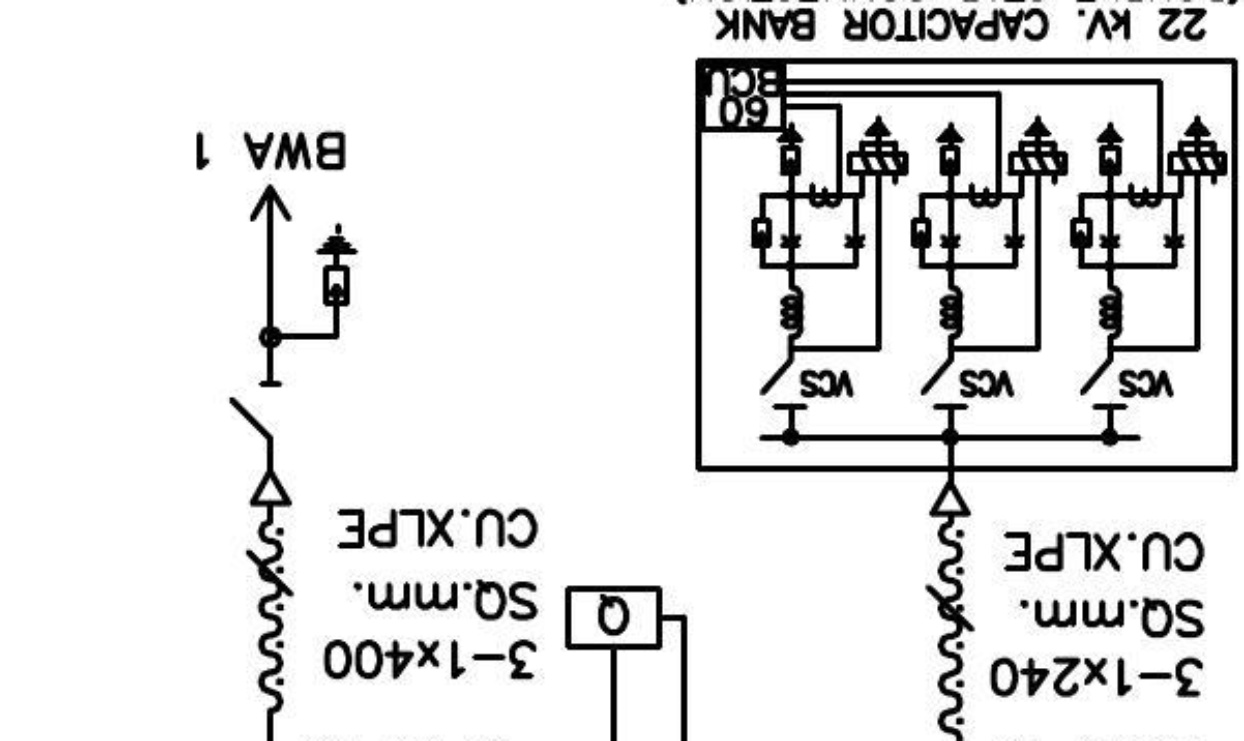 3-1x240
SQ.mm.
CU.XLPE
Q
3-1x400
SQ.mm.
CU.XLPE
VCS
VCS
VCS
BWA 1
60
BCU
22 kV. CAPACITOR BANK